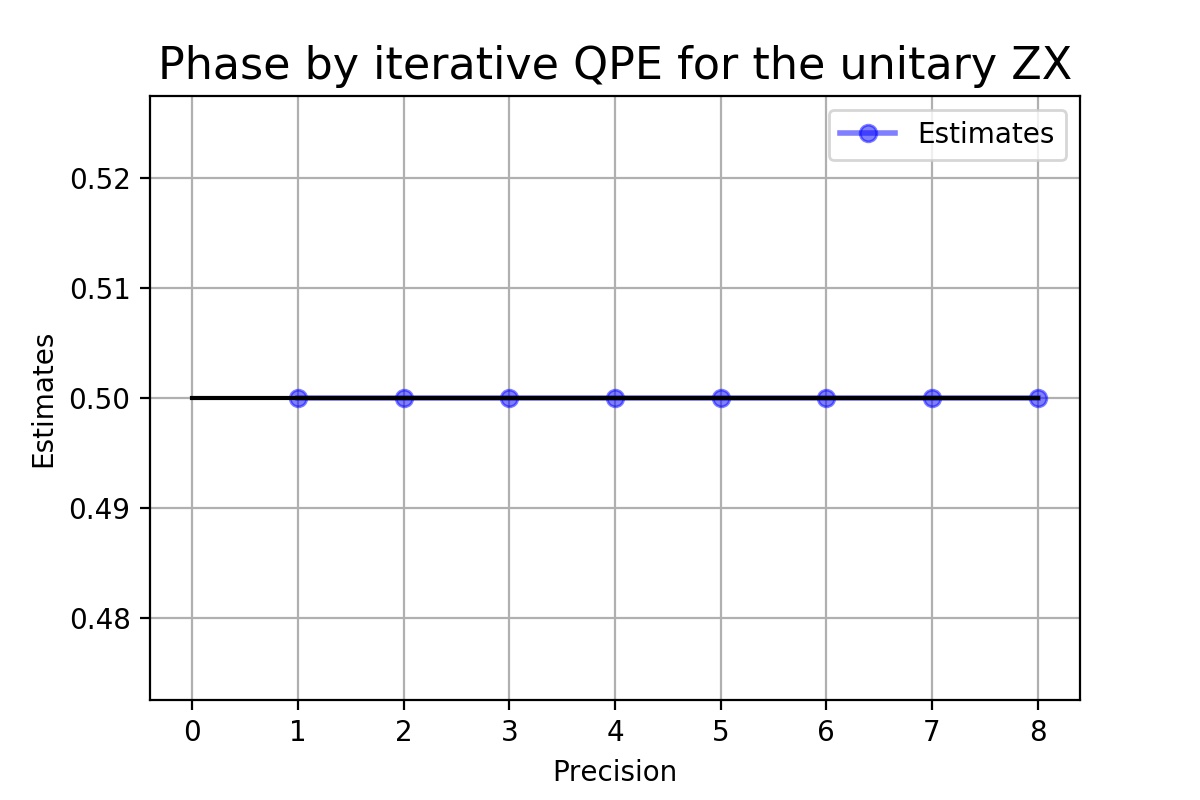 Phase by iterative QPE for the unitary ZX
Estimates
0.52
0.51
0.50
0.49
0.48
Estimates
0 1 2 3 4 5 6 7 8
Precision